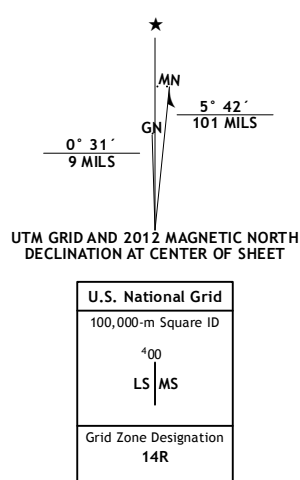 ★
MN
GN
5° 42´
101 MILS
0° 31´
9 MILS
UTM GRID AND 2012 MAGNETIC NORTH
DECLINATION AT CENTER OF SHEET
U.S. National Grid
100,000-m Square ID
⁴00
LS MS
Grid Zone Designation
14R